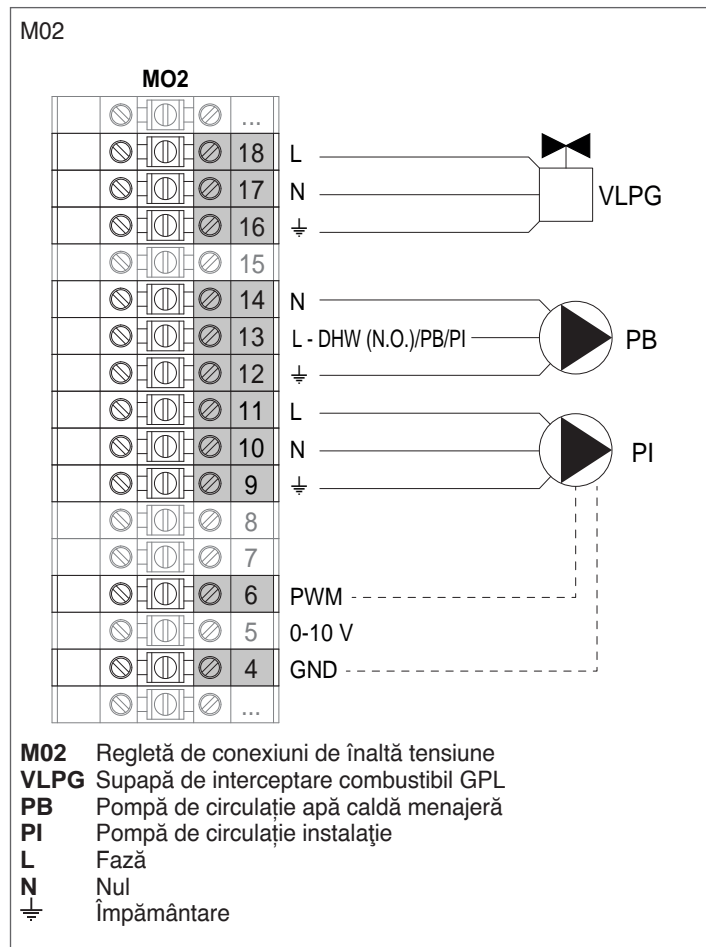 M02
MO2
...
18 L
17 N
VLPG
16 ⏚
15
14 N
13 L - DHW (N.O.)/PB/PI
PB
12 ⏚
11 L
10 N
PI
9 ⏚
8
7
6 PWM
5 0-10 V
4 GND
...
M02 Regletă de conexiuni de înaltă tensiune
VLPG Supapă de interceptare combustibil GPL
PB Pompă de circulație apă caldă menajeră
PI Pompă de circulație instalaţie
L Fază
N Nul
⏚ Împământare